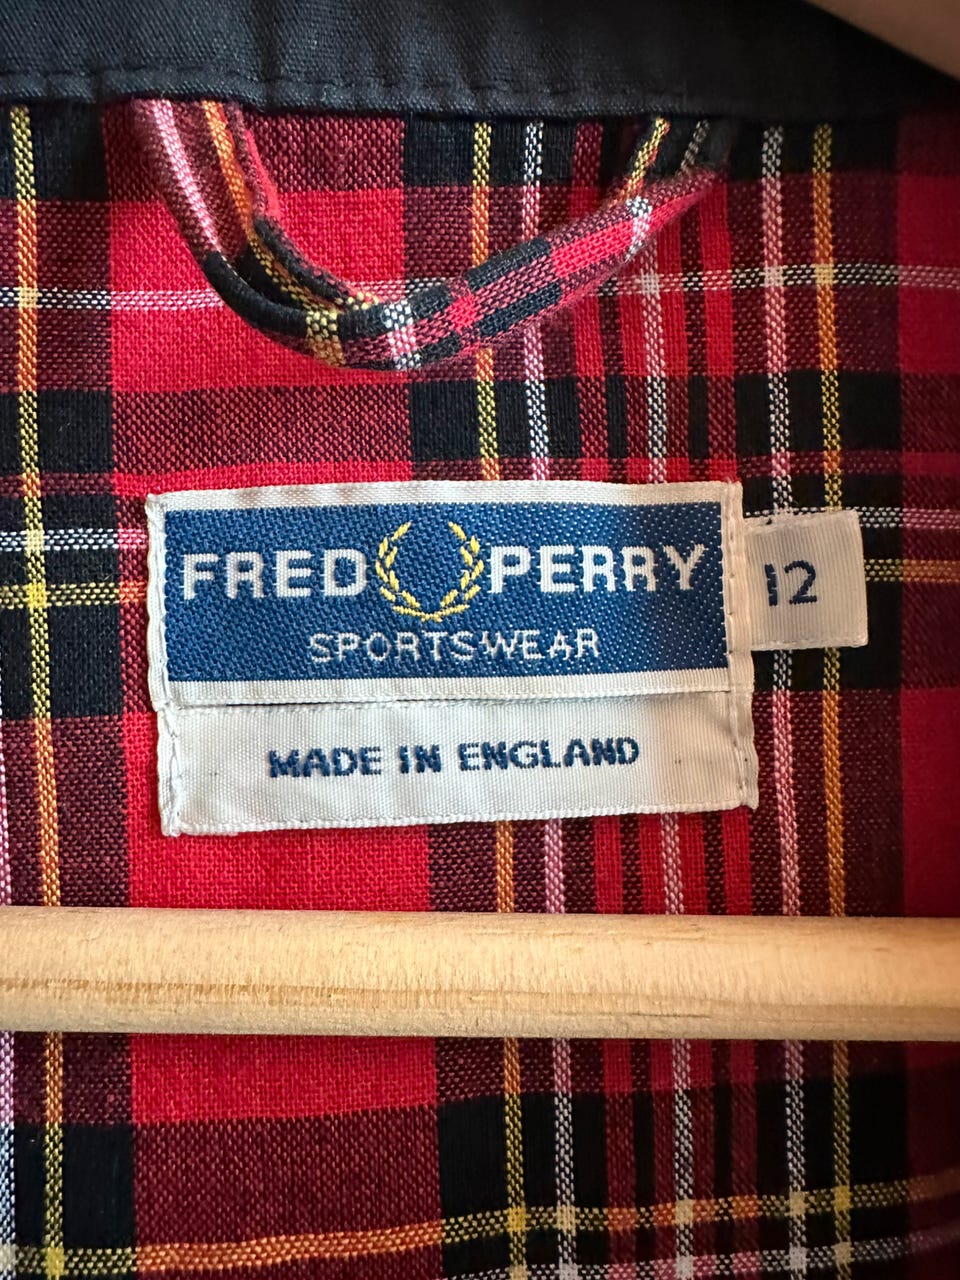 FRED PERRY
SPORTSWEAR
12
MADE IN ENGLAND